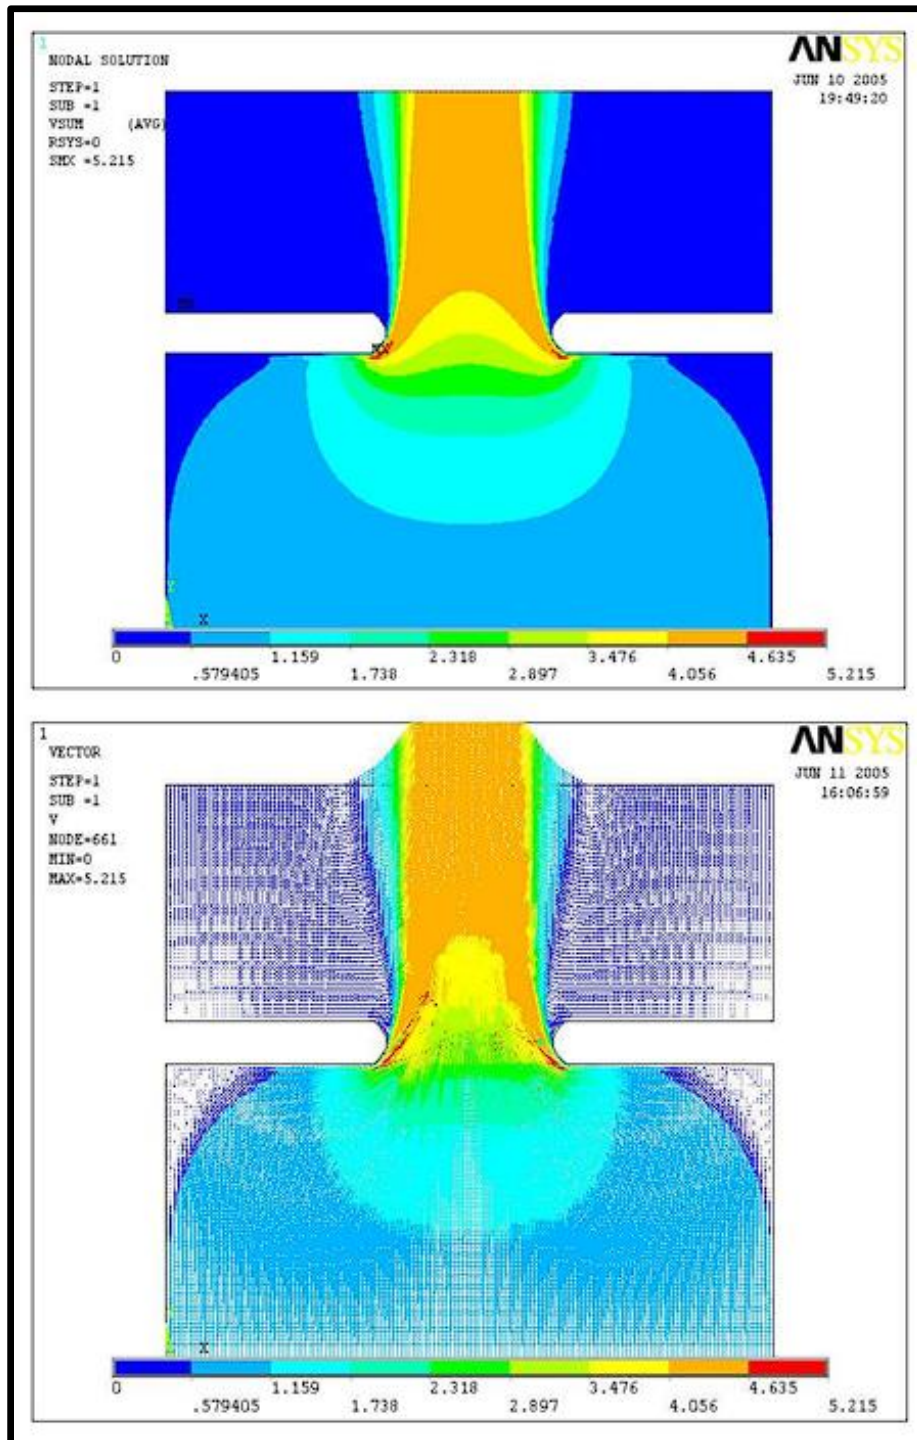 1
NODAL SOLUTION
STEP=1
SUB =1
VSUM (AVG)
RSYS=0
SMX =5.215
ANSYS
JUN 10 2005
19:49:20
MX
Y
X
0 1.159 2.318 3.476 4.635
.579405 1.738 2.897 4.056 5.215
1
VECTOR
STEP=1
SUB =1
V
NODE=661
MIN=0
MAX=5.215
ANSYS
JUN 11 2005
16:06:59
X
0 1.159 2.318 3.476 4.635
.579405 1.738 2.897 4.056 5.215